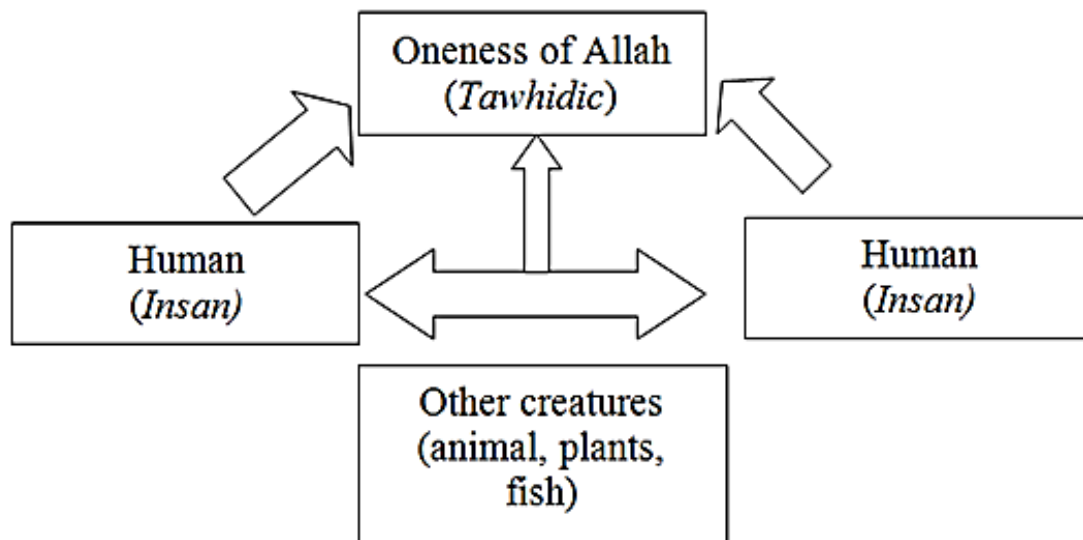 Oneness of Allah
(Tawhidic)
Human
(Insan)
Human
(Insan)
Other creatures
(animal, plants,
fish)